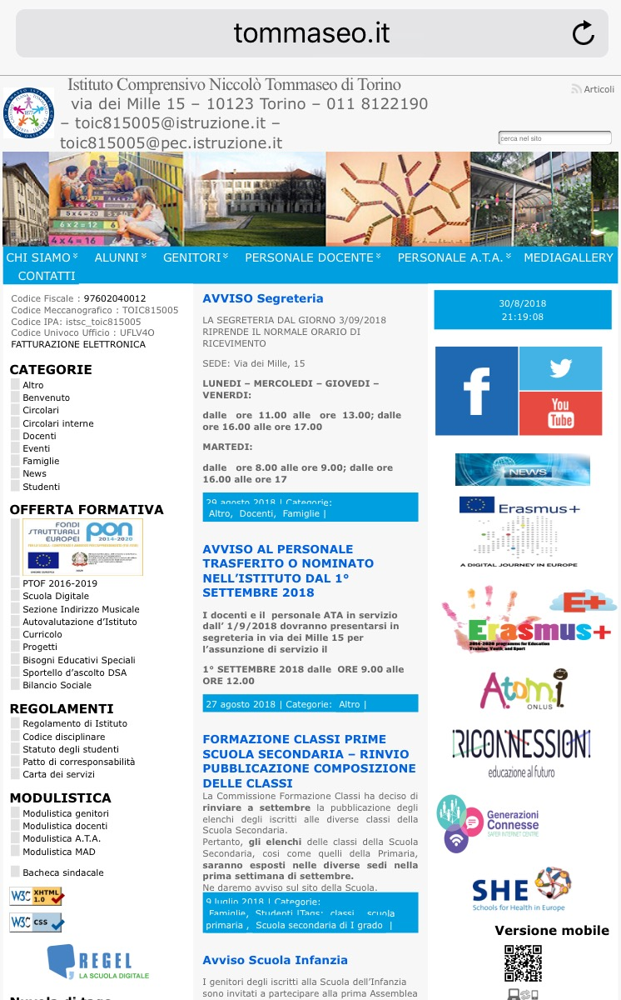 tommaseo.it
Istituto Comprensivo Niccolò Tommaseo di Torino
via dei Mille 15 – 10123 Torino – 011 8122190
– toic815005@istruzione.it –
toic815005@pec.istruzione.it
Articoli
cerca nel sito
5 x 4 = 20
5 x 5 =
6 x 2 = 12
4 x 4 = 16
CHI SIAMO
ALUNNI
GENITORI
PERSONALE DOCENTE
PERSONALE A.T.A.
MEDIAGALLERY
CONTATTI
Codice Fiscale : 97602040012
Codice Meccanografico : TOIC815005
Codice IPA: istsc_toic815005
Codice Univoco Ufficio : UFLV4O
FATTURAZIONE ELETTRONICA
CATEGORIE
Altro
Benvenuto
Circolari
Circolari interne
Docenti
Eventi
Famiglie
News
Studenti
OFFERTA FORMATIVA
FONDI
STRUTTURALI
EUROPEI
pon
2014-2020
PTOF 2016-2019
Scuola Digitale
Sezione Indirizzo Musicale
Autovalutazione d’Istituto
Curricolo
Progetti
Bisogni Educativi Speciali
Sportello d’ascolto DSA
Bilancio Sociale
REGOLAMENTI
Regolamento di Istituto
Codice disciplinare
Statuto degli studenti
Patto di corresponsabilità
Carta dei servizi
MODULISTICA
Modulistica genitori
Modulistica docenti
Modulistica A.T.A.
Modulistica MAD
Bacheca sindacale
W3C XHTML 1.0
W3C css
REGEL
LA SCUOLA DIGITALE
Nuvola di tags
AVVISO Segreteria
LA SEGRETERIA DAL GIORNO 3/09/2018
RIPRENDE IL NORMALE ORARIO DI
RICEVIMENTO
SEDE: Via dei Mille, 15
LUNEDI – MERCOLEDI – GIOVEDI –
VENERDI:
dalle ore 11.00 alle ore 13.00; dalle
ore 16.00 alle ore 17.00
MARTEDI:
dalle ore 8.00 alle ore 9.00; dalle ore
16.00 alle ore 17
29 agosto 2018 | Categorie:
Altro, Docenti, Famiglie |
AVVISO AL PERSONALE
TRASFERITO O NOMINATO
NELL’ISTITUTO DAL 1°
SETTEMBRE 2018
I docenti e il personale ATA in servizio
dall’ 1/9/2018 dovranno presentarsi in
segreteria in via dei Mille 15 per
l’assunzione di servizio il
1° SETTEMBRE 2018 dalle ORE 9.00 alle
ORE 12.00
27 agosto 2018 | Categorie: Altro |
FORMAZIONE CLASSI PRIME
SCUOLA SECONDARIA – RINVIO
PUBBLICAZIONE COMPOSIZIONE
DELLE CLASSI
La Commissione Formazione Classi ha deciso di
rinviare a settembre la pubblicazione degli
elenchi degli iscritti alle diverse classi della
Scuola Secondaria.
Pertanto, gli elenchi delle classi della Scuola
Secondaria, cosi come quelli della Primaria,
saranno esposti nelle diverse sedi nella
prima settimana di settembre.
Ne daremo avviso sul sito della Scuola.
9 luglio 2018 | Categorie:
Famiglie, Studenti |Tags: classi, scuola
primaria , Scuola secondaria di I grado |
Avviso Scuola Infanzia
I genitori degli iscritti alla Scuola dell’Infanzia
sono invitati a partecipare alla prima Assemblea
30/8/2018
21:19:08
f
You
Tube
NEWS
Erasmus+
A DIGITAL JOURNEY IN EUROPE
E+
Erasmus+
2014-2020 programme for Education
Training, Youth, and Sport
Atomi
ONLUS
RICONNESSIONI
educazione al futuro
Generazioni
Connesse
SAFER INTERNET CENTRE
SHE
Schools for Health in Europe
Versione mobile